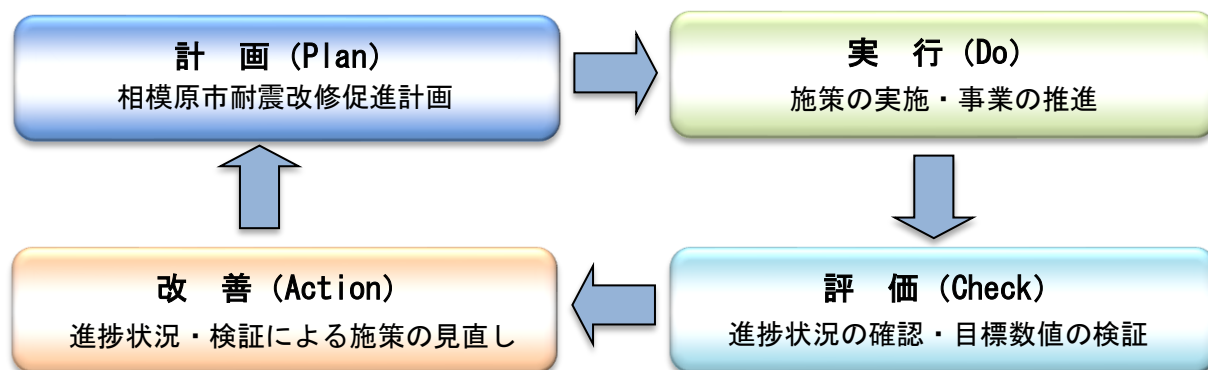 計　画（Plan）
相模原市耐震改修促進計画
実　行（Do）
施策の実施・事業の推進
改　善（Action）
進捗状況・検証による施策の見直し
評　価（Check）
進捗状況の確認・目標数値の検証